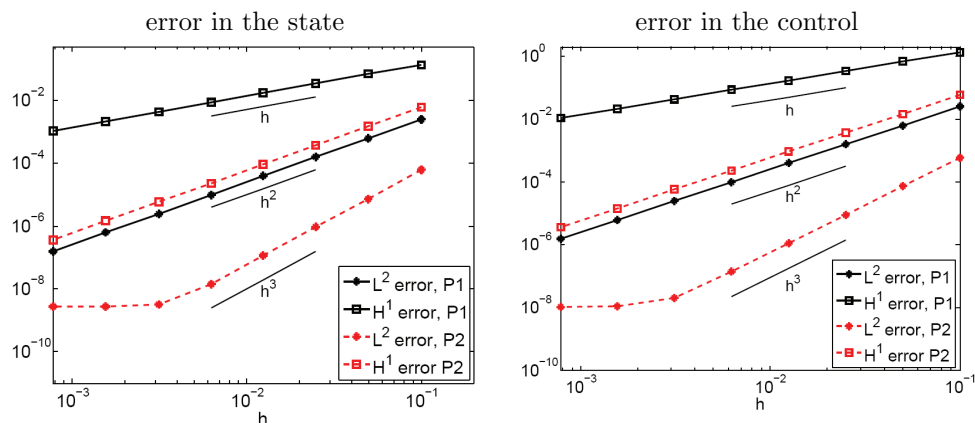 error in the state
10^-2
10^-4
10^-6
10^-8
10^-10
h
h^2
h^3
L^2 error, P1
H^1 error, P1
L^2 error, P2
H^1 error P2
10^-3
10^-2
10^-1
h
error in the control
10^0
10^-2
10^-4
10^-6
10^-8
10^-10
h
h^2
h^3
L^2 error, P1
H^1 error, P1
L^2 error, P2
H^1 error P2
10^-3
10^-2
10^-1
h